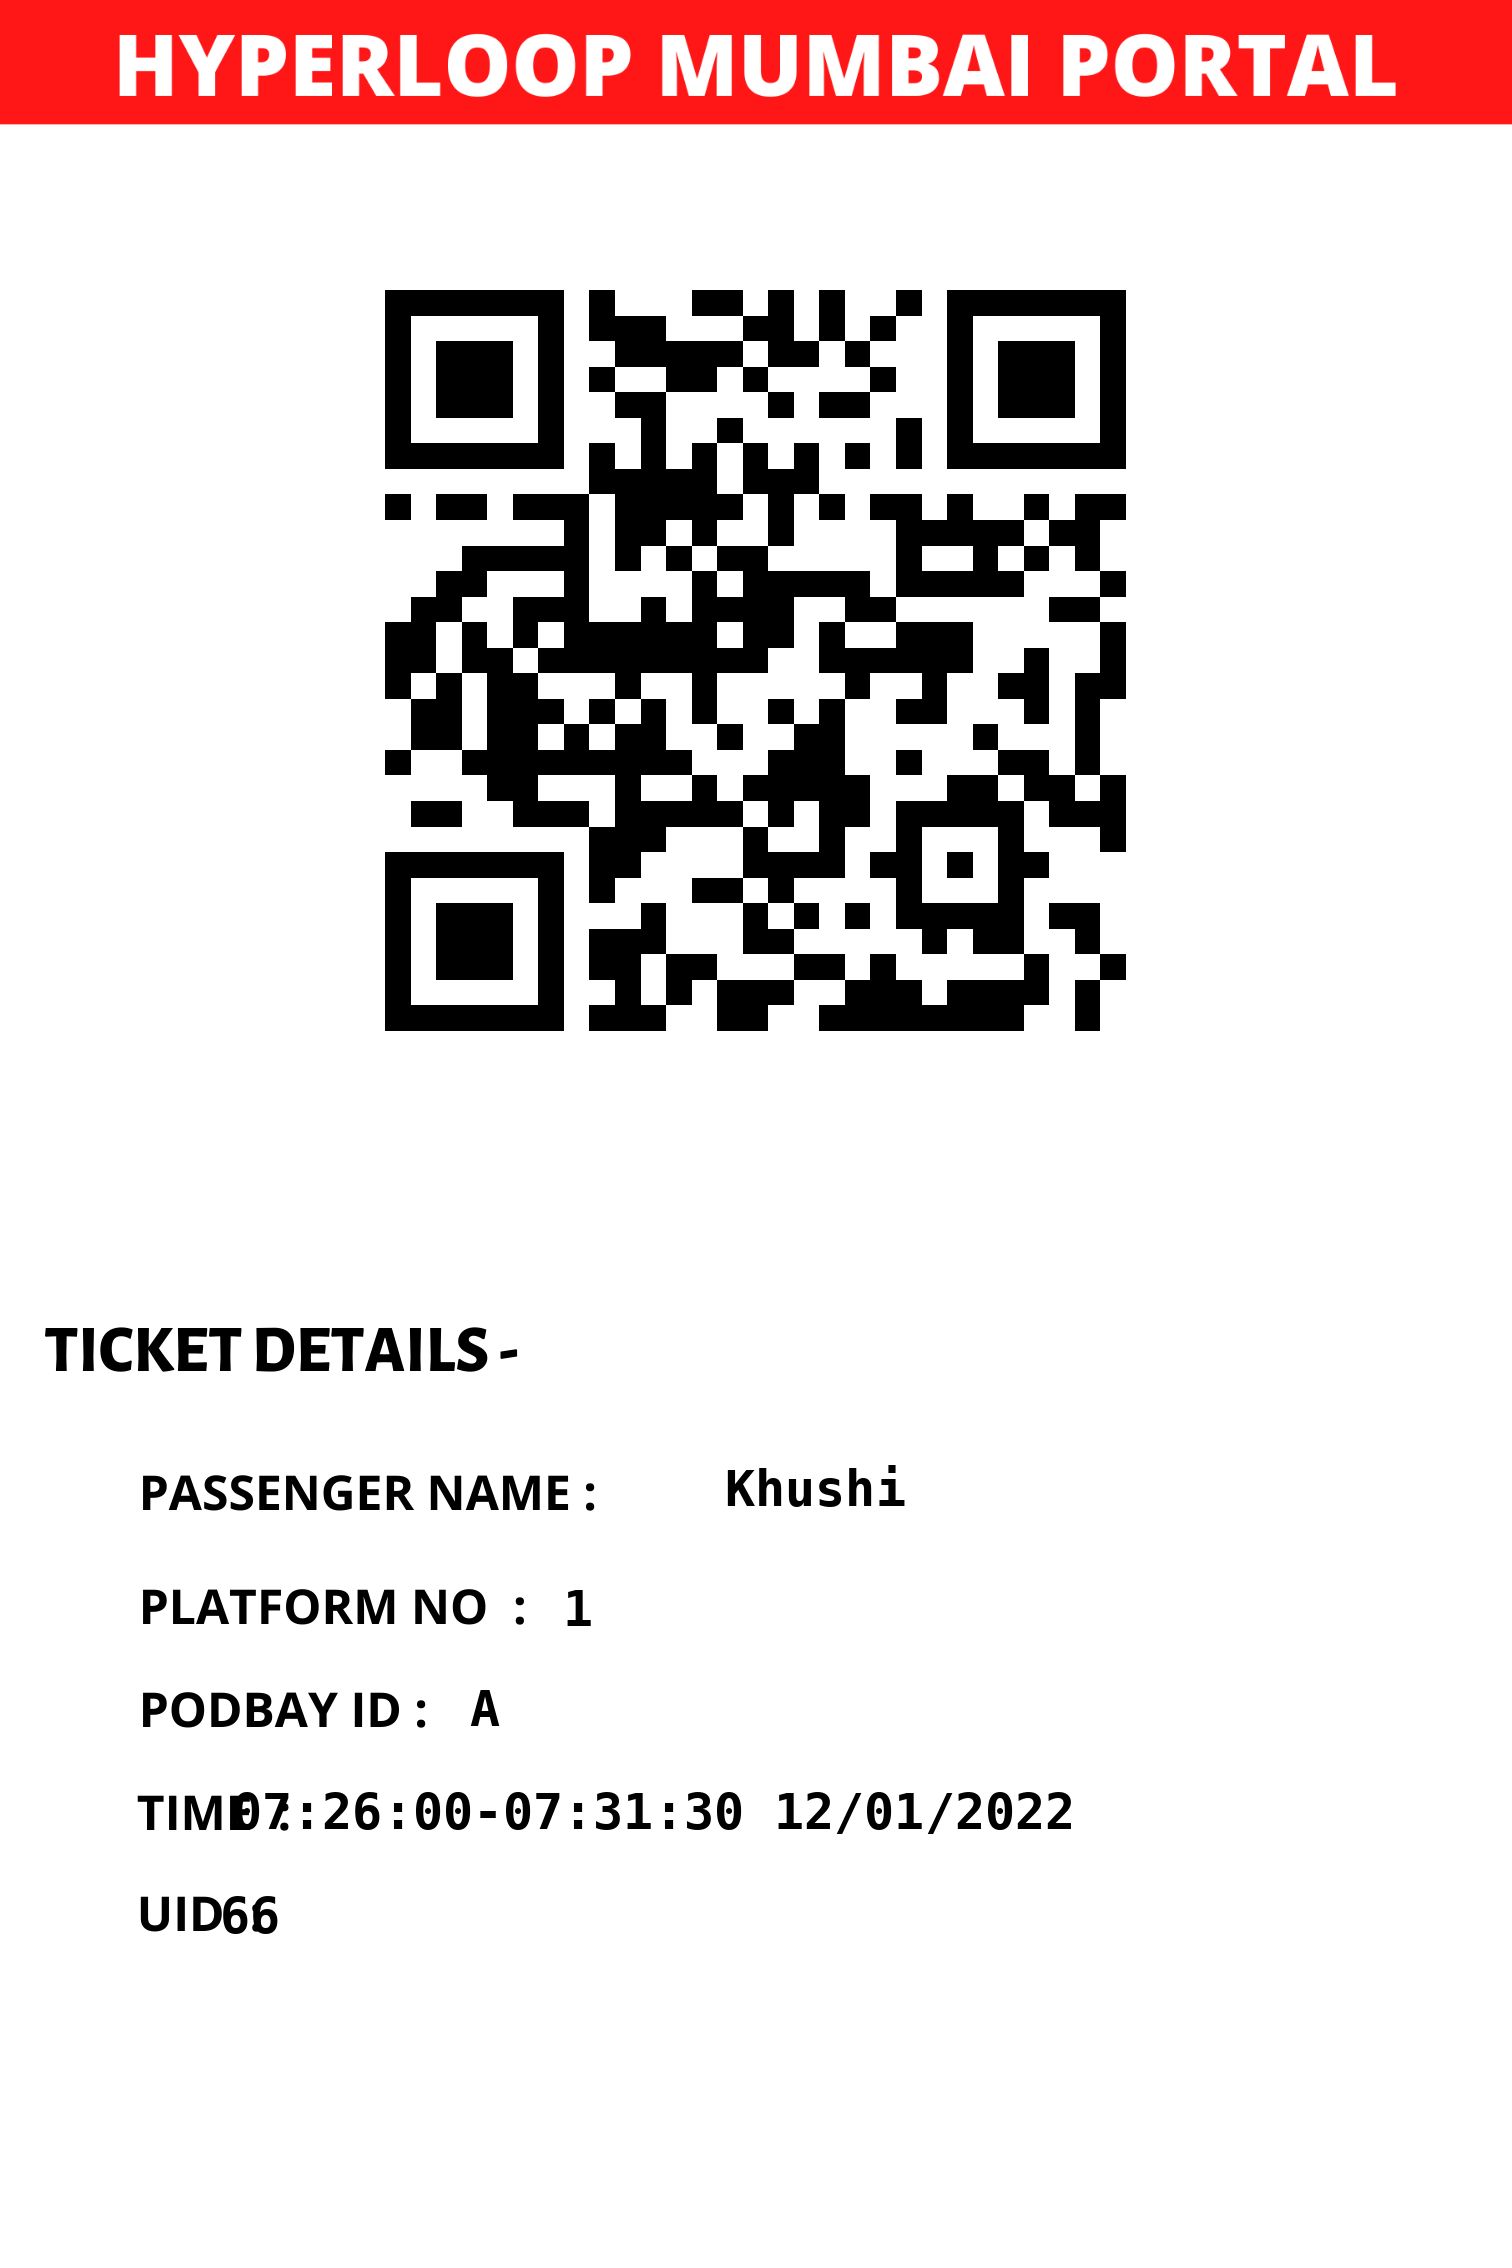 HYPERLOOP MUMBAI PORTAL
TICKET DETAILS -
PASSENGER NAME : Khushi
PLATFORM NO : 1
PODBAY ID : A
TIME : 07:26:00-07:31:30 12/01/2022
UID : 66